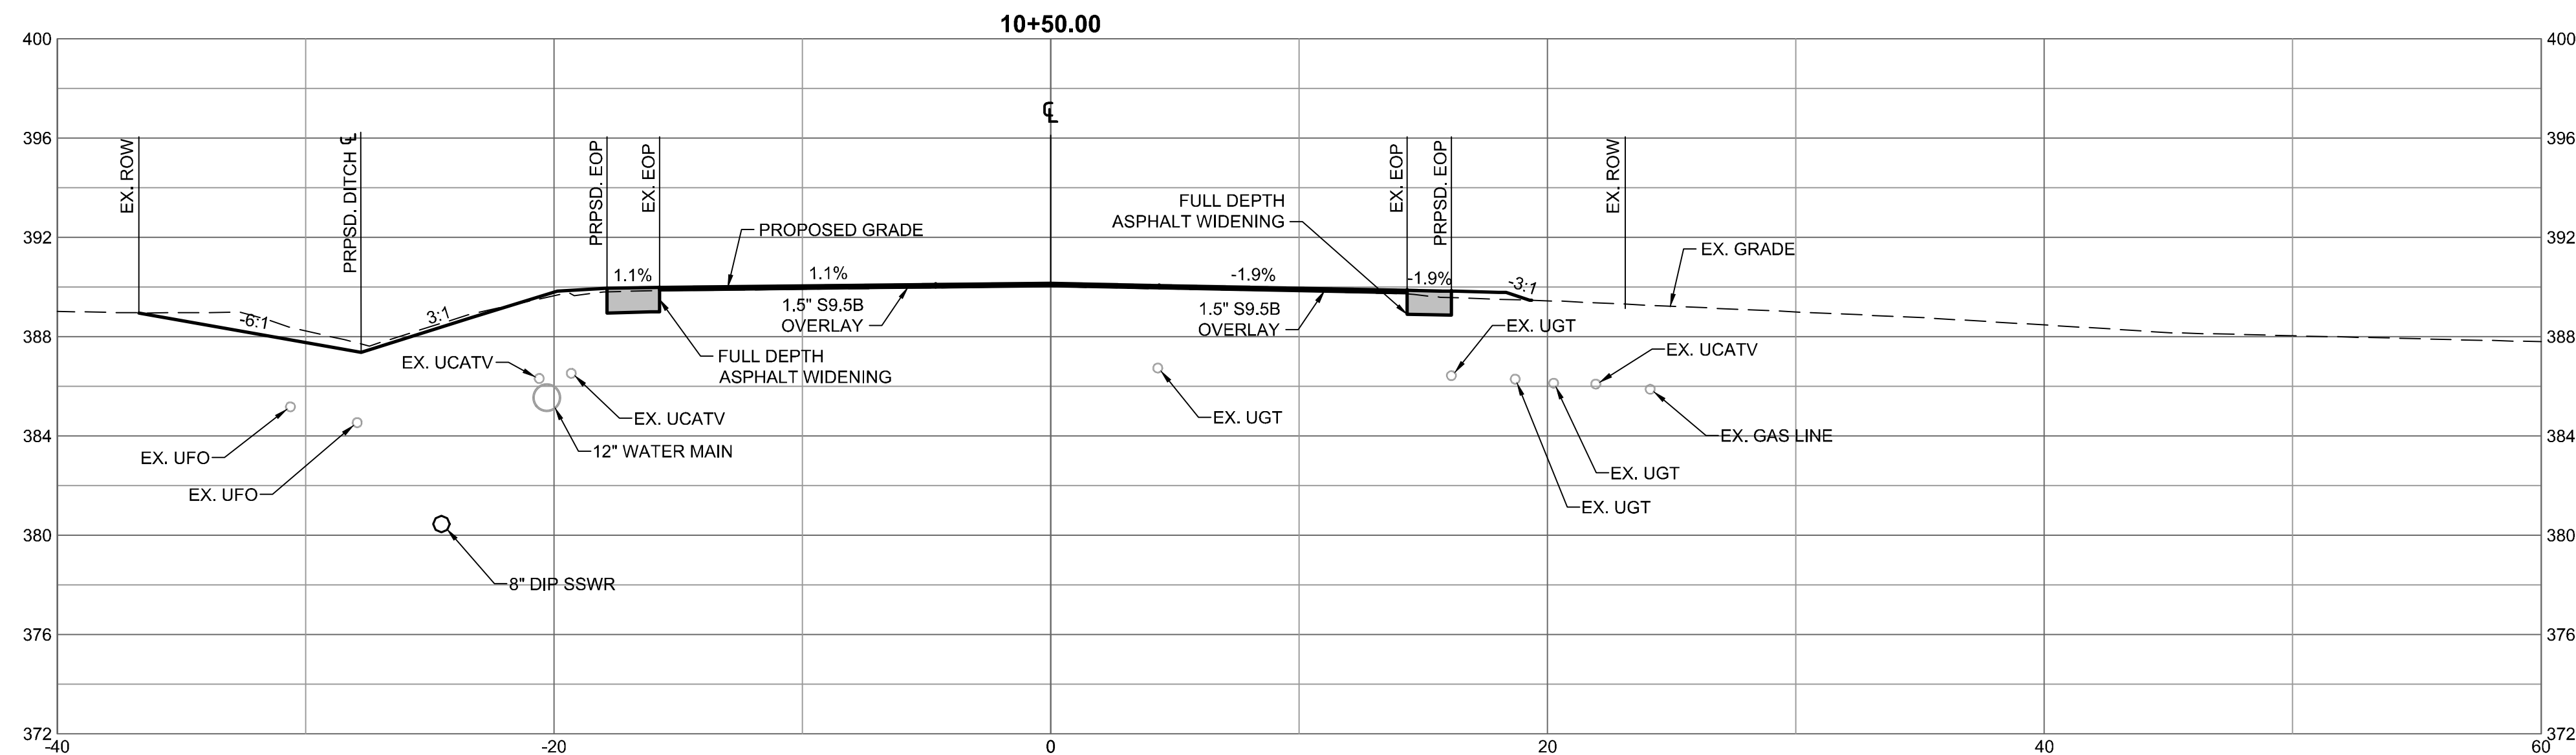 10+50.00
400
400
396
396
392
392
388
388
384
384
380
380
376
376
372
372
-40
-20
0
20
40
60
℄
EX. ROW
PRPSD. DITCH ℄
PRPSD. EOP
EX. EOP
EX. EOP
PRPSD. EOP
EX. ROW
FULL DEPTH
ASPHALT WIDENING
PROPOSED GRADE
EX. GRADE
-6:1
3:1
1.1%
1.1%
-1.9%
-1.9%
-3:1
1.5" S9.5B
OVERLAY
1.5" S9.5B
OVERLAY
FULL DEPTH
ASPHALT WIDENING
EX. UCATV
EX. UCATV
12" WATER MAIN
EX. UFO
EX. UFO
8" DIP SSWR
EX. UGT
EX. UGT
EX. UCATV
EX. GAS LINE
EX. UGT
EX. UGT